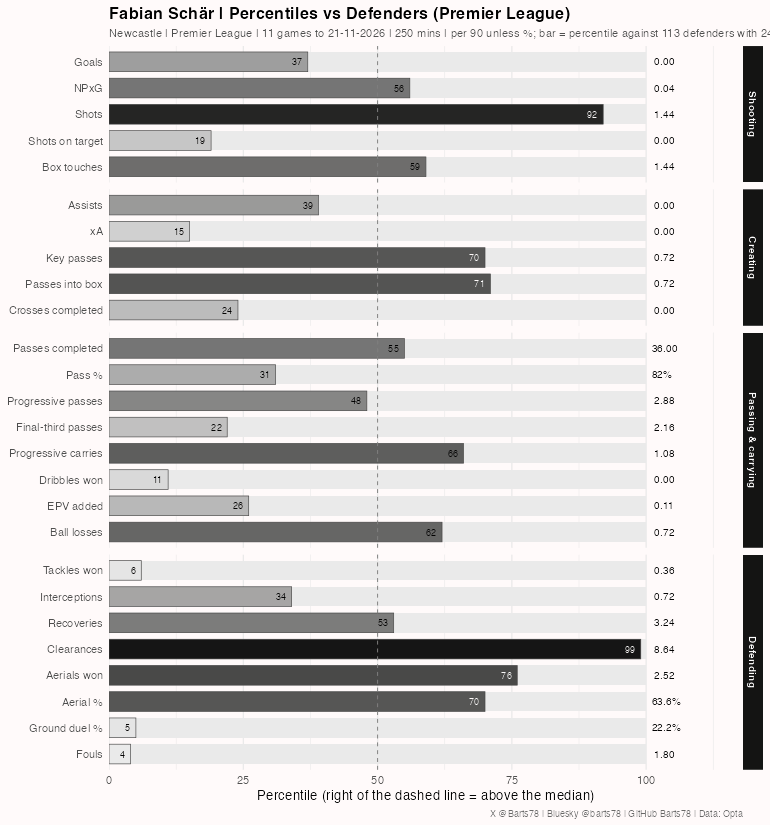 Fabian Schär | Percentiles vs Defenders (Premier League)
Newcastle | Premier League | 11 games to 21-11-2026 | 250 mins | per 90 unless %; bar = percentile against 113 defenders with 24
Goals 37 0.00
NPxG 56 0.04
Shots 92 1.44
Shots on target 19 0.00
Box touches 59 1.44
Shooting
Assists 39 0.00
xA 15 0.00
Key passes 70 0.72
Passes into box 71 0.72
Crosses completed 24 0.00
Creating
Passes completed 55 36.00
Pass % 31 82%
Progressive passes 48 2.88
Final-third passes 22 2.16
Progressive carries 66 1.08
Dribbles won 11 0.00
EPV added 26 0.11
Ball losses 62 0.72
Passing & carrying
Tackles won 6 0.36
Interceptions 34 0.72
Recoveries 53 3.24
Clearances 99 8.64
Aerials won 76 2.52
Aerial % 70 63.6%
Ground duel % 5 22.2%
Fouls 4 1.80
Defending
0 25 50 75 100
Percentile (right of the dashed line = above the median)
X @Barts78 | Bluesky @barts78 | GitHub Barts78 | Data: Opta